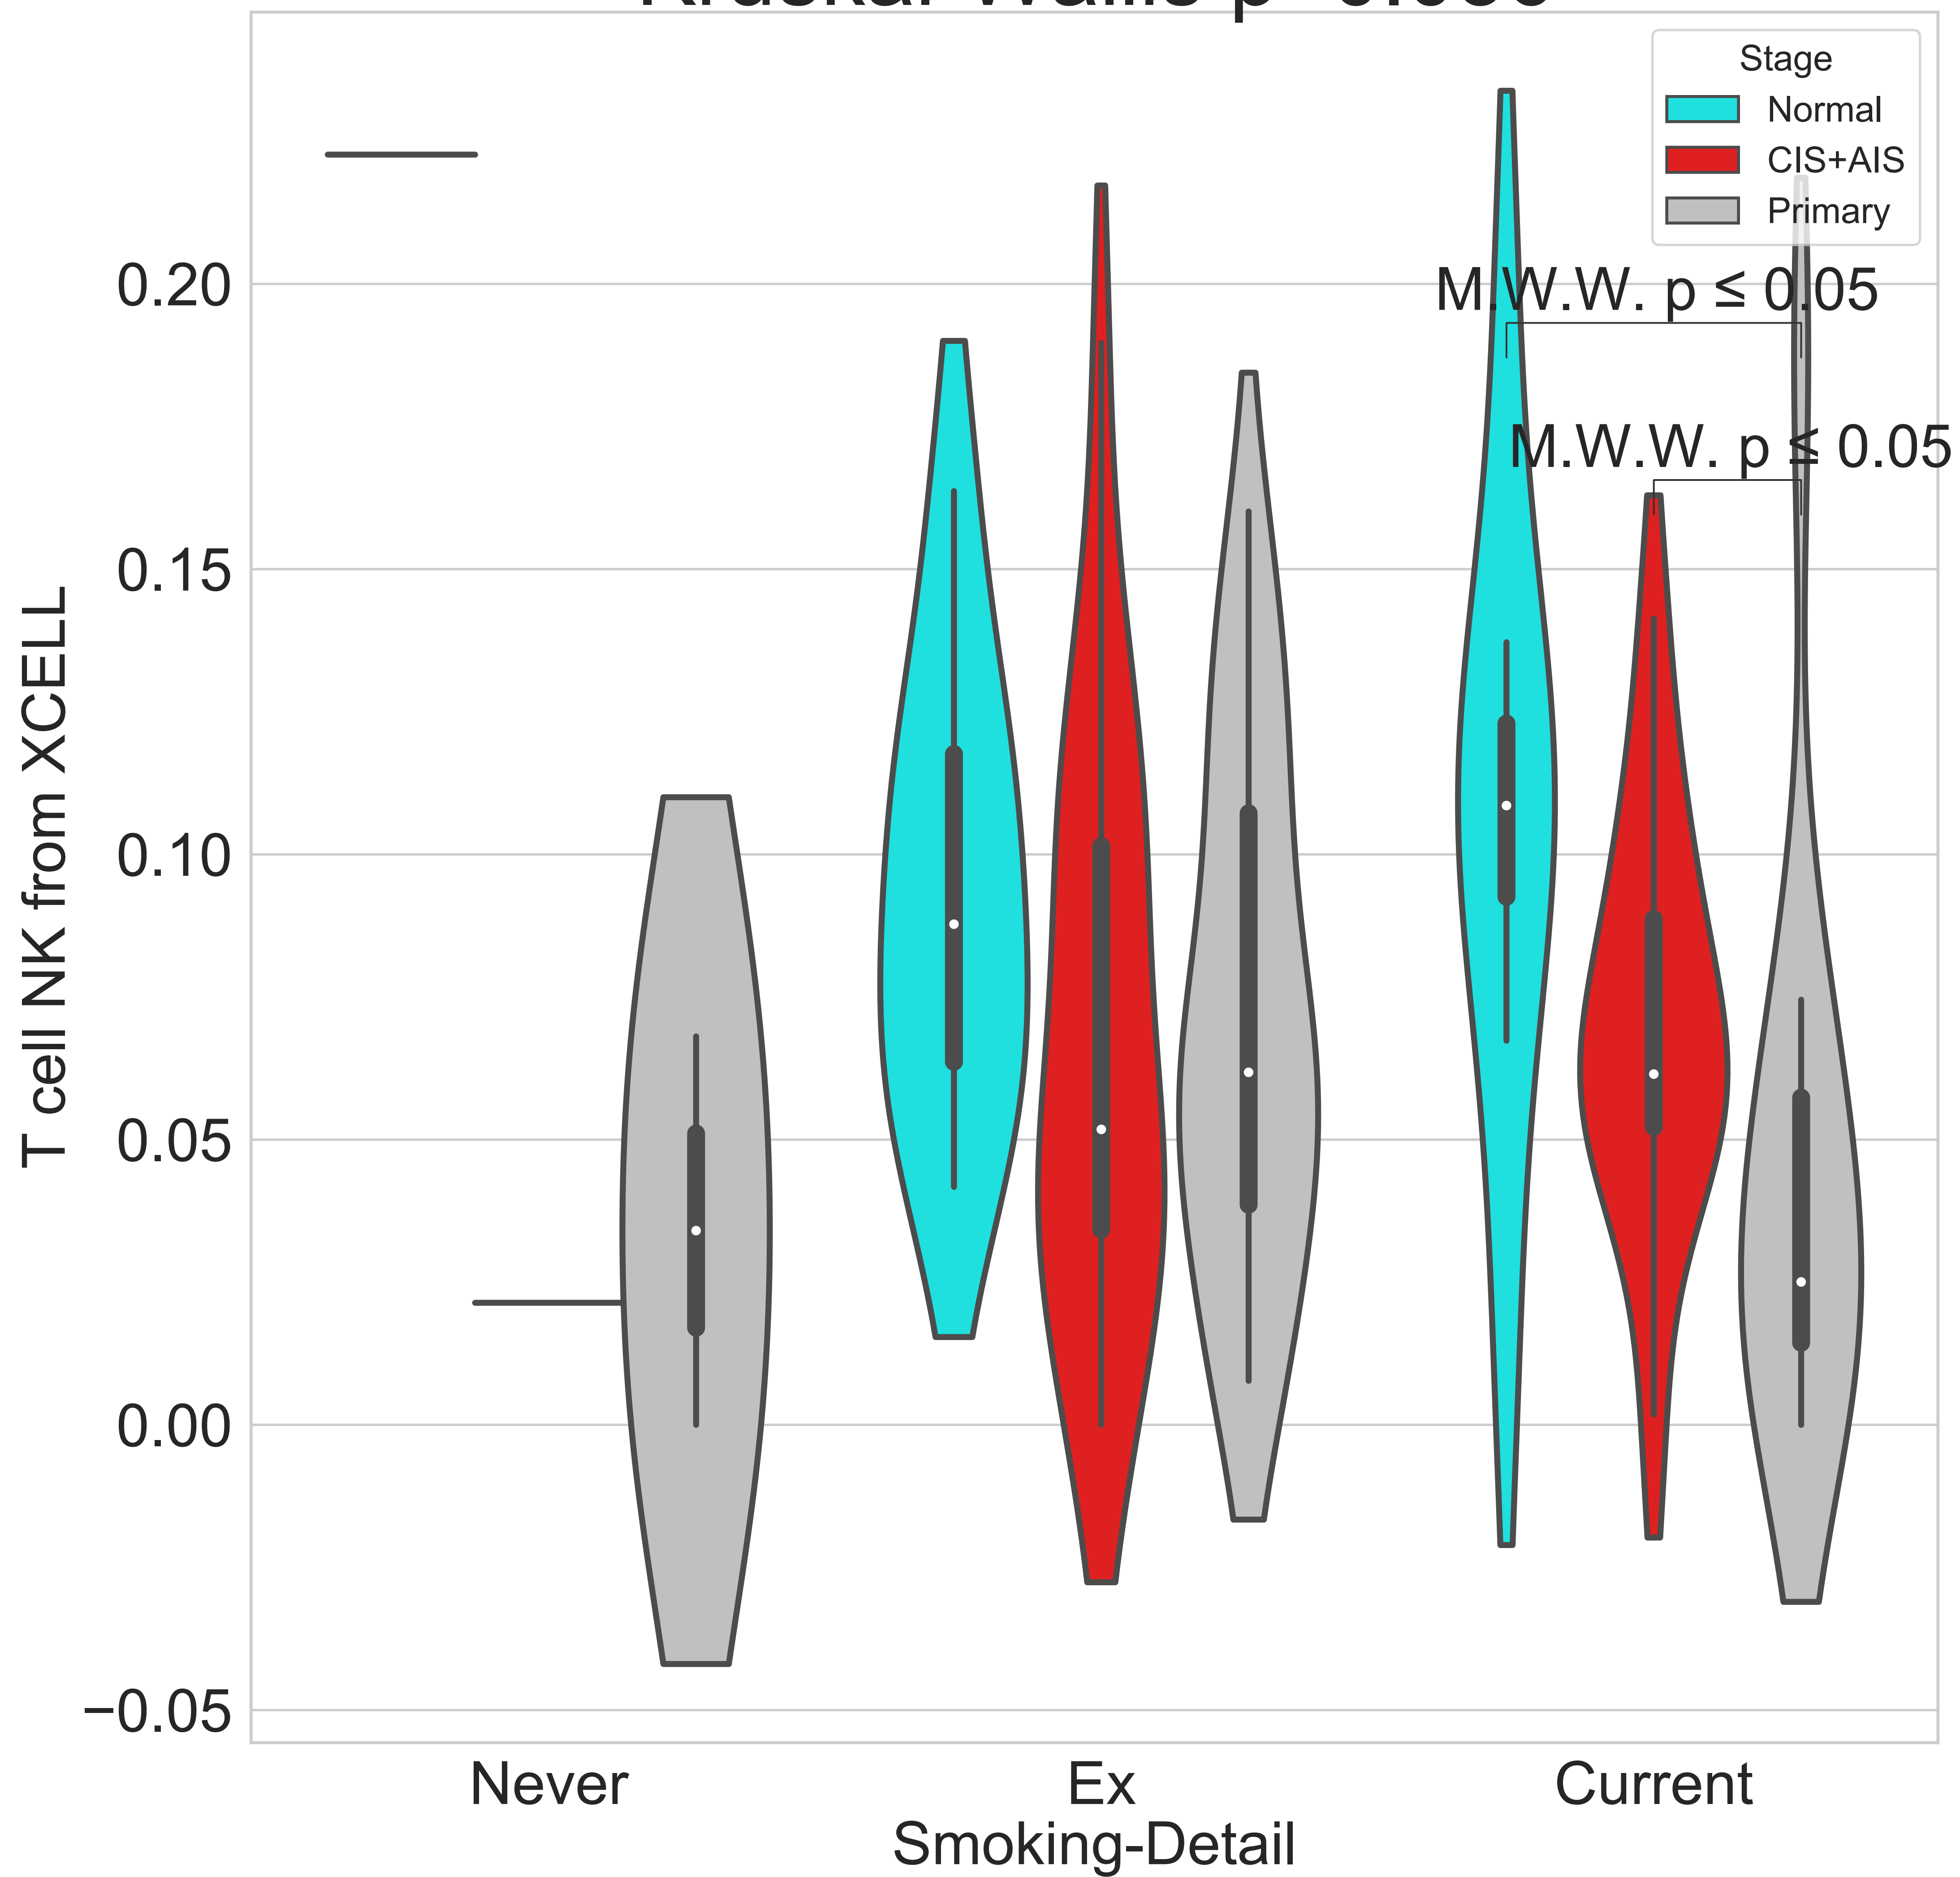 Stage
Normal
CIS+AIS
Primary
M.W.W. p ≤ 0.05
M.W.W. p ≤ 0.05
T cell NK from XCELL
0.20
0.15
0.10
0.05
0.00
−0.05
Never
Ex
Current
Smoking-Detail